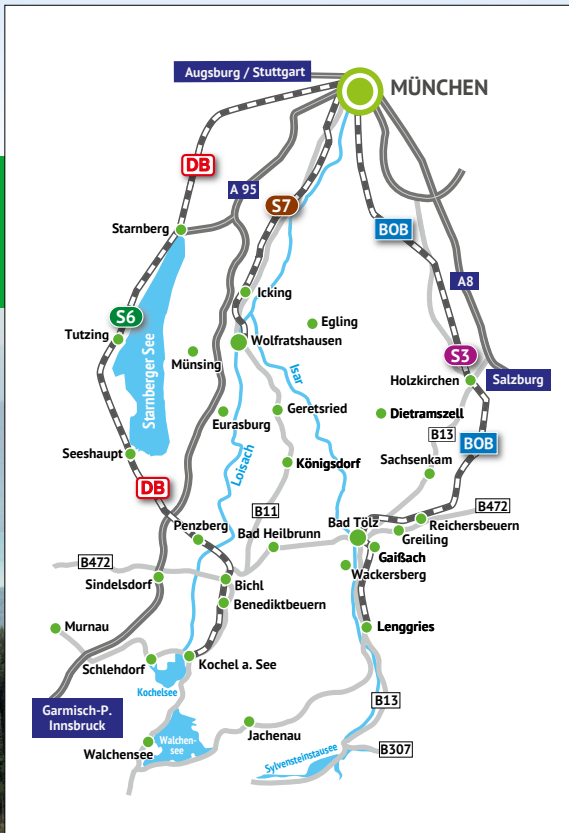 Augsburg / Stuttgart
MÜNCHEN
DB
A 95
S7
Starnberg
BOB
A8
Icking
S6
Egling
Tutzing
Wolfratshausen
Starnberger See
Münsing
Isar
S3
Holzkirchen
Salzburg
Geretsried
Dietramszell
Eurasburg
B13
BOB
Seeshaupt
Loisach
Königsdorf
Sachsenkam
DB
B11
B472
Penzberg
Bad Tölz
Reichersbeuern
Bad Heilbrunn
Greiling
Gaißach
B472
Wackersberg
Sindelsdorf
Bichl
Benediktbeuern
Murnau
Lenggries
Schlehdorf
Kochel a. See
Kochelsee
B13
Garmisch-P.
Innsbruck
Jachenau
Walchen-
see
Walchensee
B307
Sylvensteinstausee